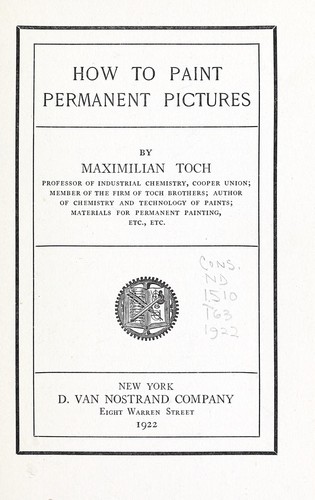 HOW TO PAINT
PERMANENT PICTURES
BY
MAXIMILIAN TOCH
PROFESSOR OF INDUSTRIAL CHEMISTRY, COOPER UNION;
MEMBER OF THE FIRM OF TOCH BROTHERS; AUTHOR
OF CHEMISTRY AND TECHNOLOGY OF PAINTS;
MATERIALS FOR PERMANENT PAINTING,
ETC., ETC.
CONS.
ND
1510
T63
1922
NEW YORK
D. VAN NOSTRAND COMPANY
EIGHT WARREN STREET
1922